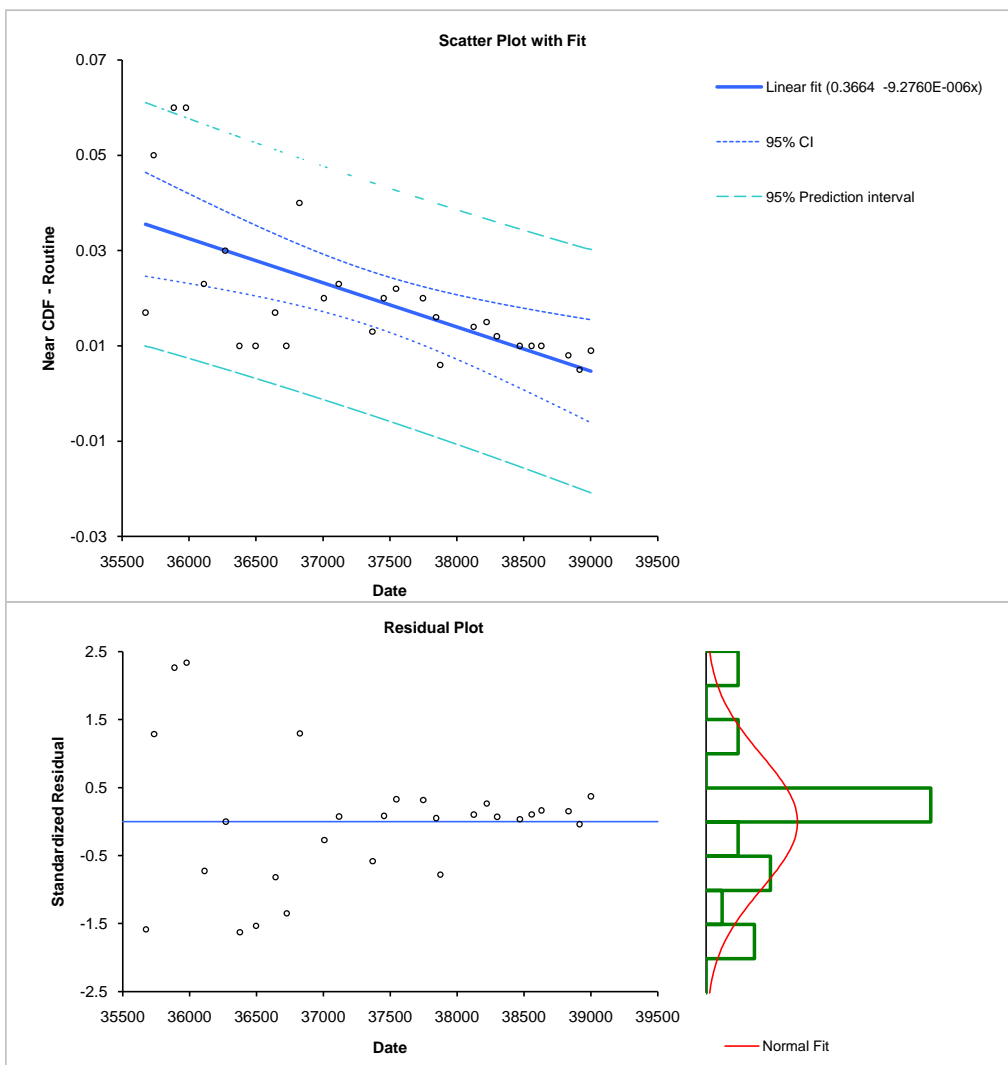 Scatter Plot with Fit
0.07
0.05
0.03
0.01
-0.01
-0.03
Near CDF - Routine
35500 36000 36500 37000 37500 38000 38500 39000 39500
Date
Linear fit (0.3664 -9.2760E-006x)
95% CI
95% Prediction interval
Residual Plot
2.5
1.5
0.5
-0.5
-1.5
-2.5
Standardized Residual
35500 36000 36500 37000 37500 38000 38500 39000 39500
Date
Normal Fit